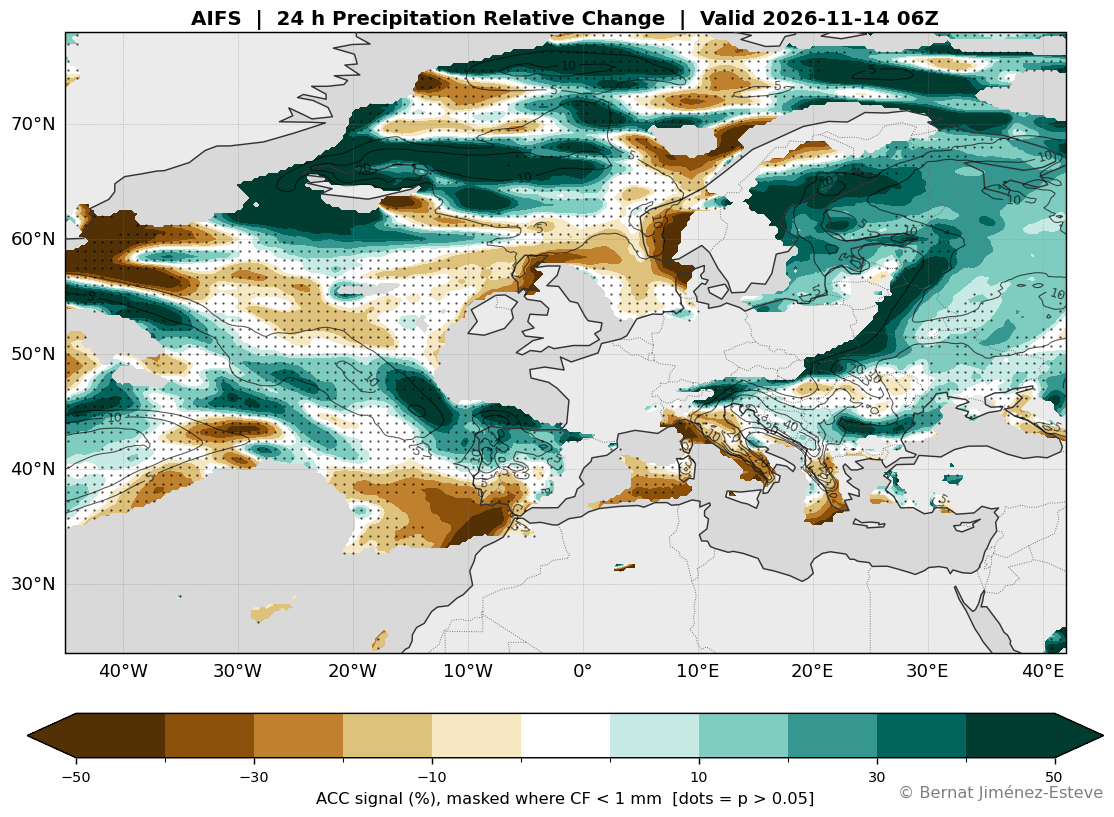 AIFS | 24 h Precipitation Relative Change | Valid 2026-11-14 06Z
70°N
60°N
50°N
40°N
30°N
40°W 30°W 20°W 10°W 0° 10°E 20°E 30°E 40°E
−50 −30 −10 10 30 50
ACC signal (%), masked where CF < 1 mm [dots = p > 0.05]
© Bernat Jiménez-Esteve